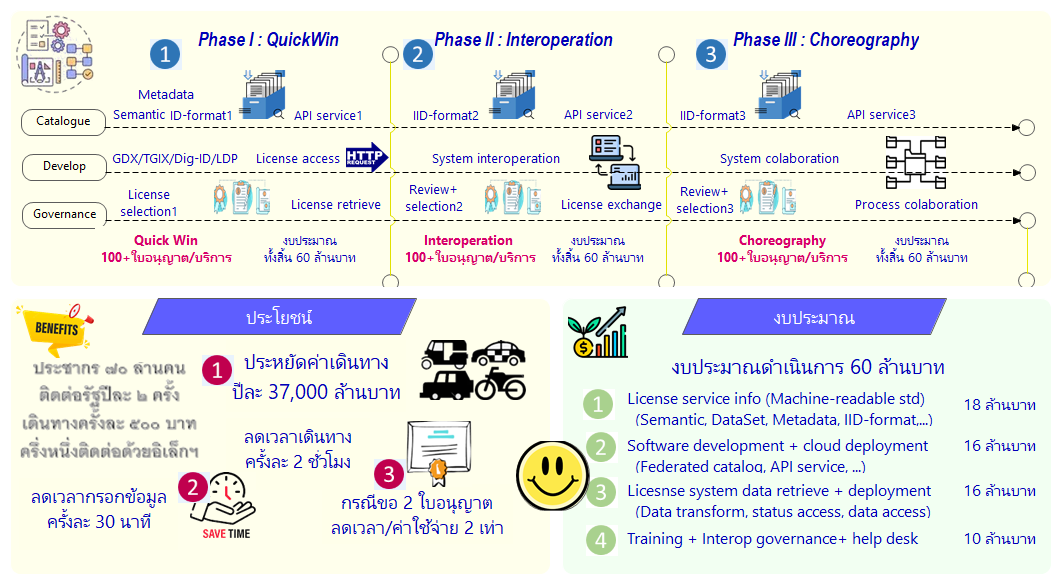 1 Phase I : QuickWin
2 Phase II : Interoperation
3 Phase III : Choreography
Metadata
Catalogue
Semantic ID-format1
API service1
IID-format2
API service2
IID-format3
API service3
Develop
GDX/TGIX/Dig-ID/LDP
License access
HTTP
REQUEST
System interoperation
System colaboration
Governance
License
selection1
License retrieve
Review+
selection2
License exchange
Review+
selection3
Process colaboration
Quick Win
100+ใบอนุญาต/บริการ
งบประมาณ
ทั้งสิ้น 60 ล้านบาท
Interoperation
100+ใบอนุญาต/บริการ
งบประมาณ
ทั้งสิ้น 60 ล้านบาท
Choreography
100+ใบอนุญาต/บริการ
งบประมาณ
ทั้งสิ้น 60 ล้านบาท
BENEFITS
ประโยชน์
ประชากร ๗๐ ล้านคน
ติดต่อรัฐปีละ ๒ ครั้ง
เดินทางครั้งละ ๕๐๐ บาท
ครึ่งหนึ่งติดต่อด้วยอิเล็กฯ
1 ประหยัดค่าเดินทาง
ปีละ 37,000 ล้านบาท
ลดเวลาเดินทาง
ครั้งละ 2 ชั่วโมง
2
ลดเวลากรอกข้อมูล
ครั้งละ 30 นาที
SAVE TIME
3
กรณีขอ 2 ใบอนุญาต
ลดเวลา/ค่าใช้จ่าย 2 เท่า
งบประมาณ
งบประมาณดำเนินการ 60 ล้านบาท
1 License service info (Machine-readable std) 18 ล้านบาท
(Semantic, DataSet, Metadata, IID-format,...)
2 Software development + cloud deployment 16 ล้านบาท
(Federated catalog, API service, ...)
3 Licesnse system data retrieve + deployment 16 ล้านบาท
(Data transform, status access, data access)
4 Training + Interop governance+ help desk 10 ล้านบาท